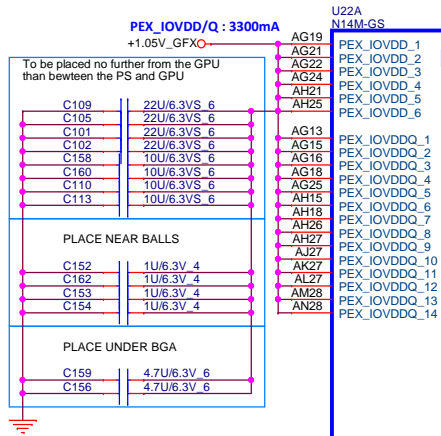 U22A
N14M-GS
PEX_IOVDD/Q : 3300mA
+1.05V_GFX
To be placed no further from the GPU
than bewteen the PS and GPU
C109 22U/6.3VS_6
C105 22U/6.3VS_6
C101 22U/6.3VS_6
C102 22U/6.3VS_6
C158 10U/6.3VS_6
C160 10U/6.3VS_6
C110 10U/6.3VS_6
C113 10U/6.3VS_6
PLACE NEAR BALLS
C152 1U/6.3V_4
C162 1U/6.3V_4
C153 1U/6.3V_4
C154 1U/6.3V_4
PLACE UNDER BGA
C159 4.7U/6.3V_6
C156 4.7U/6.3V_6
AG19 PEX_IOVDD_1
AG21 PEX_IOVDD_2
AG22 PEX_IOVDD_3
AG24 PEX_IOVDD_4
AH21 PEX_IOVDD_5
AH25 PEX_IOVDD_6
AG13 PEX_IOVDDQ_1
AG15 PEX_IOVDDQ_2
AG16 PEX_IOVDDQ_3
AG18 PEX_IOVDDQ_4
AG25 PEX_IOVDDQ_5
AH15 PEX_IOVDDQ_6
AH18 PEX_IOVDDQ_7
AH26 PEX_IOVDDQ_8
AH27 PEX_IOVDDQ_9
AJ27 PEX_IOVDDQ_10
AK27 PEX_IOVDDQ_11
AL27 PEX_IOVDDQ_12
AM28 PEX_IOVDDQ_13
AN28 PEX_IOVDDQ_14